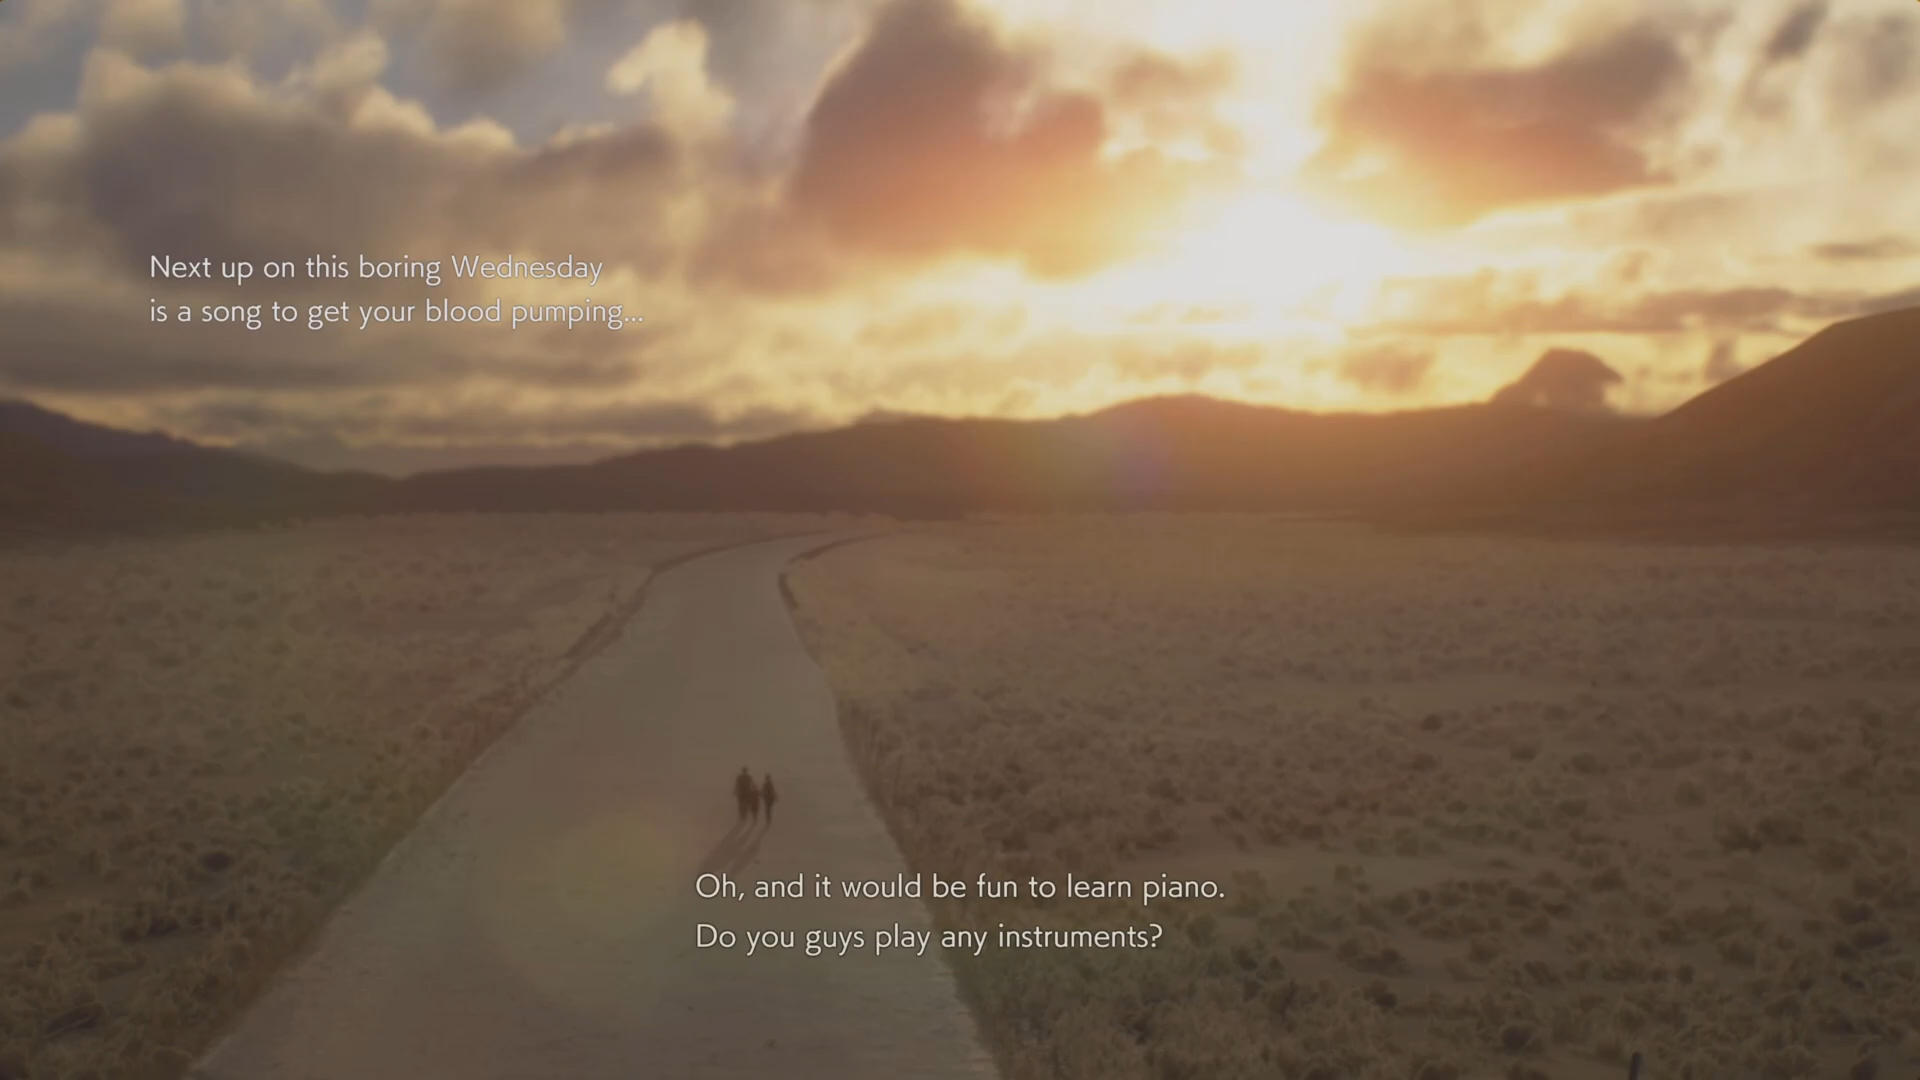 Next up on this boring Wednesday
is a song to get your blood pumping...
Oh, and it would be fun to learn piano.
Do you guys play any instruments?